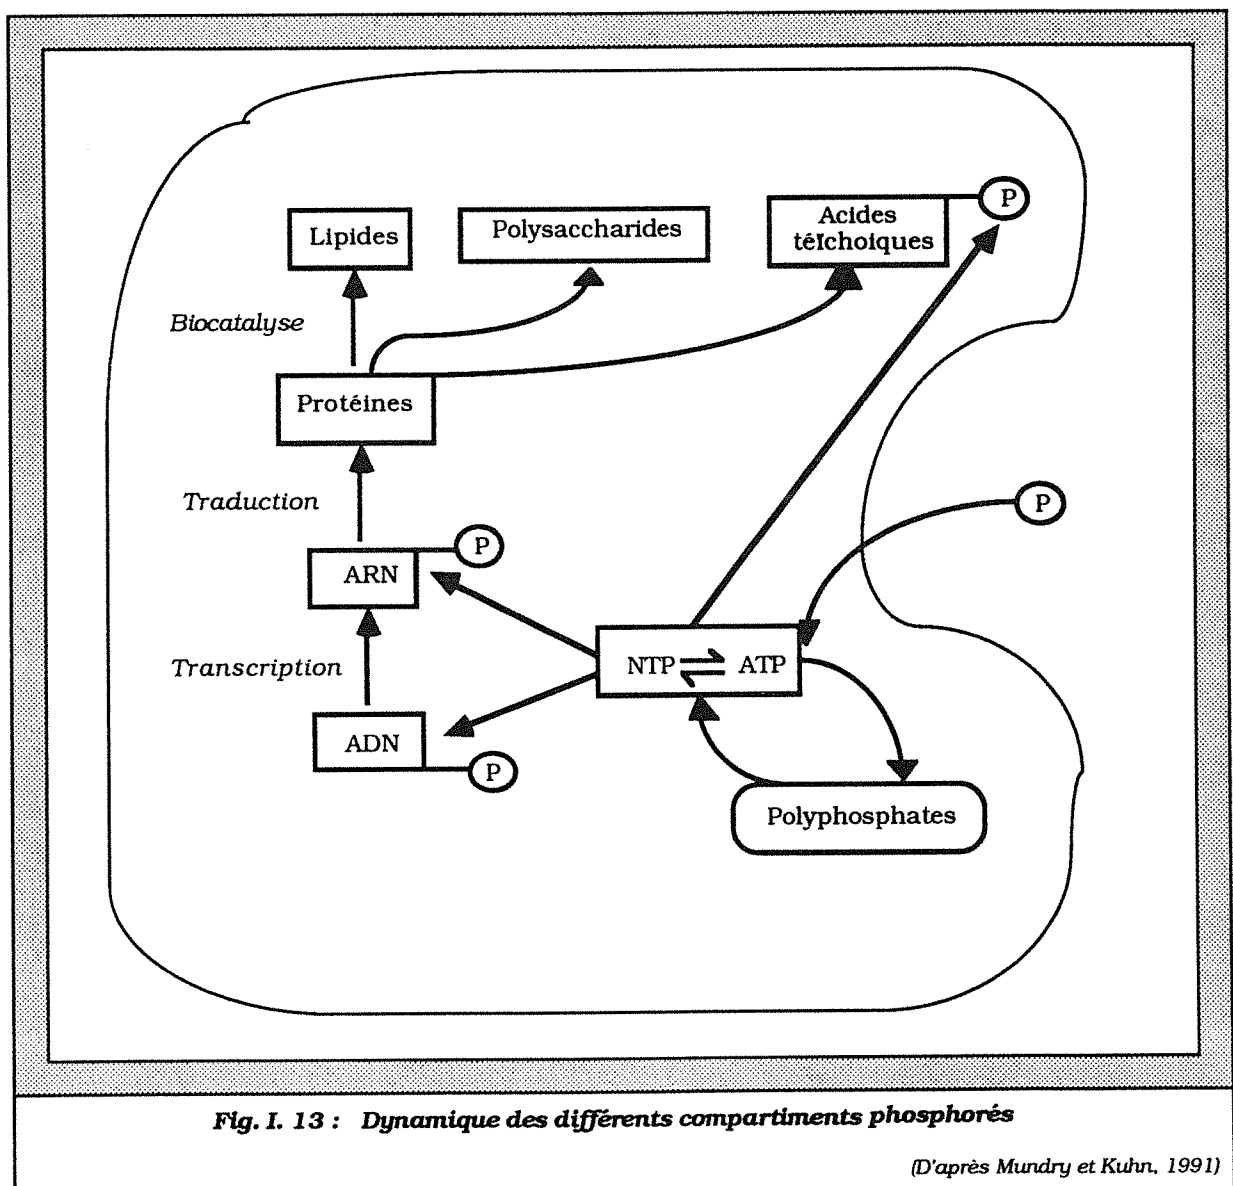 P
Lipides
Polysaccharides
Acides
téIchoiques
Biocatalyse
Protéines
Traduction
P
P
ARN
Transcription
NTP ATP
ADN
P
Polyphosphates
Fig. I. 13 : Dynamique des différents compartiments phosphorés
(D'après Mundry et Kuhn, 1991)